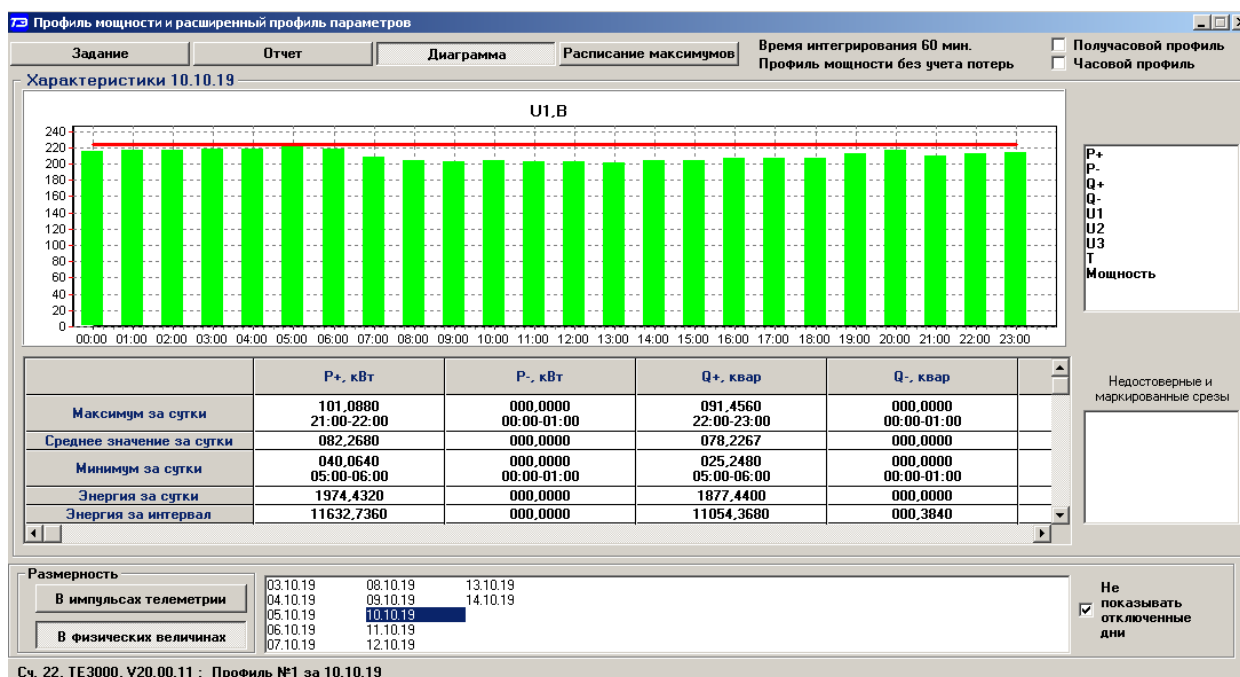 ТЭ Профиль мощности и расширенный профиль параметров
Задание Отчет Диаграмма Расписание максимумов Время интегрирования 60 мин. Получасовой профиль
Профиль мощности без учета потерь Часовой профиль
Характеристики 10.10.19
U1,В
240
220
200
180
160
140
120
100
80
60
40
20
0
00:00 01:00 02:00 03:00 04:00 05:00 06:00 07:00 08:00 09:00 10:00 11:00 12:00 13:00 14:00 15:00 16:00 17:00 18:00 19:00 20:00 21:00 22:00 23:00
P+
P-
Q+
Q-
U1
U2
U3
T
Мощность
P+, кВт P-, кВт Q+, квар Q-, квар
Максимум за сутки 101,0880 000,0000 091,4560 000,0000
21:00-22:00 00:00-01:00 22:00-23:00 00:00-01:00
Среднее значение за сутки 082,2680 000,0000 078,2267 000,0000
Минимум за сутки 040,0640 000,0000 025,2480 000,0000
05:00-06:00 00:00-01:00 05:00-06:00 00:00-01:00
Энергия за сутки 1974,4320 000,0000 1877,4400 000,0000
Энергия за интервал 11632,7360 000,0000 11054,3680 000,3840
Недостоверные и
маркированные срезы
Размерность
В импульсах телеметрии
В физических величинах
03.10.19 08.10.19 13.10.19
04.10.19 09.10.19 14.10.19
05.10.19 10.10.19
06.10.19 11.10.19
07.10.19 12.10.19
Не
показывать
отключенные
дни
Сч. 22, TE3000, V20.00.11 ; Профиль №1 за 10.10.19